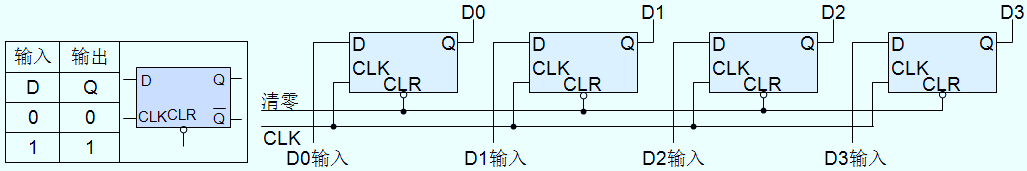 输入 输出
D Q
0 0
1 1
D Q
CLK CLR Q
D0 D1 D2 D3
D Q D Q D Q D Q
CLK CLK CLK CLK
CLR CLR CLR CLR
清零
CLK
D0输入 D1输入 D2输入 D3输入